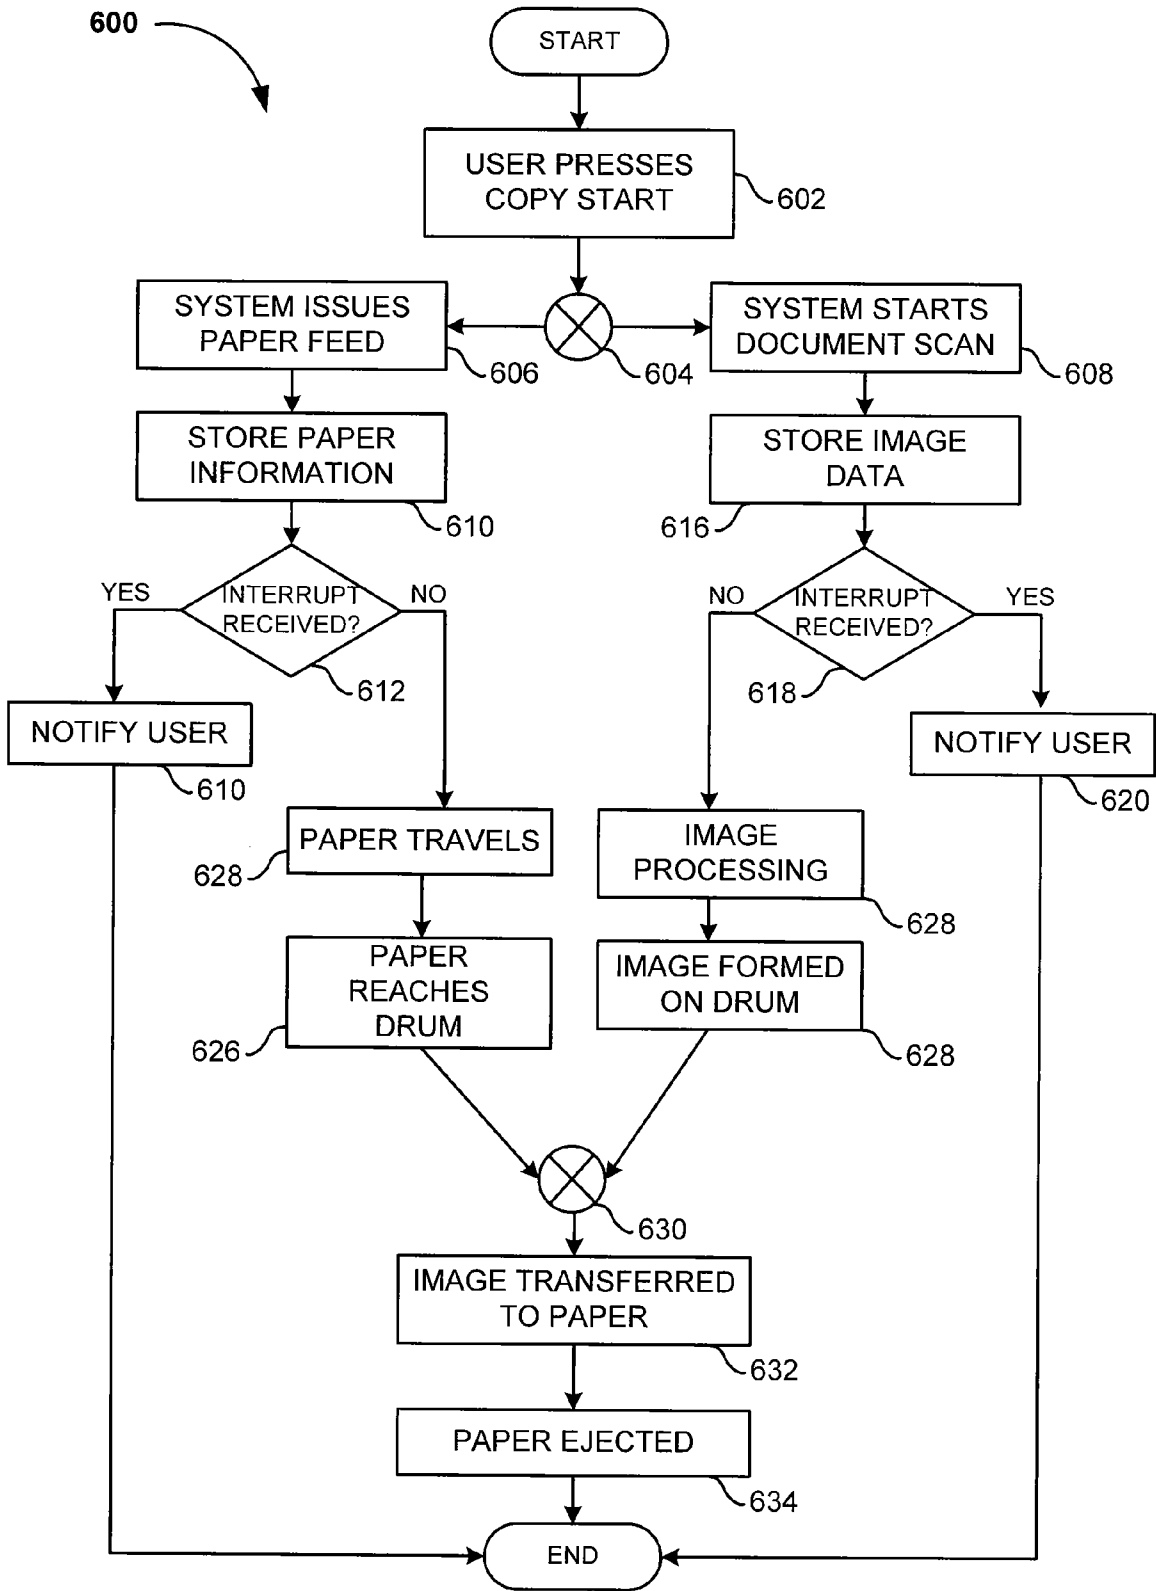 600
START
USER PRESSES
COPY START
602
SYSTEM ISSUES
PAPER FEED
606
604
SYSTEM STARTS
DOCUMENT SCAN
608
STORE PAPER
INFORMATION
610
STORE IMAGE
DATA
616
YES
INTERRUPT
RECEIVED?
NO
612
NO
INTERRUPT
RECEIVED?
YES
618
NOTIFY USER
610
NOTIFY USER
620
PAPER TRAVELS
628
IMAGE
PROCESSING
628
PAPER
REACHES
DRUM
626
IMAGE FORMED
ON DRUM
628
630
IMAGE TRANSFERRED
TO PAPER
632
PAPER EJECTED
634
END